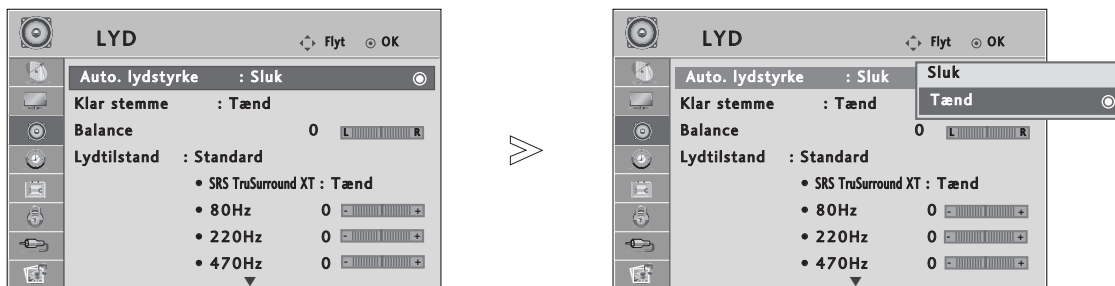 LYD Flyt OK
Auto. lydstyrke : Sluk
Klar stemme : Tænd
Balance 0 L R
Lydtilstand : Standard
• SRS TruSurround XT : Tænd
• 80Hz 0 - +
• 220Hz 0 - +
• 470Hz 0 - +
LYD Flyt OK
Auto. lydstyrke : Sluk
Sluk
Tænd
Klar stemme : Tænd
Balance 0 L R
Lydtilstand : Standard
• SRS TruSurround XT : Tænd
• 80Hz 0 - +
• 220Hz 0 - +
• 470Hz 0 - +